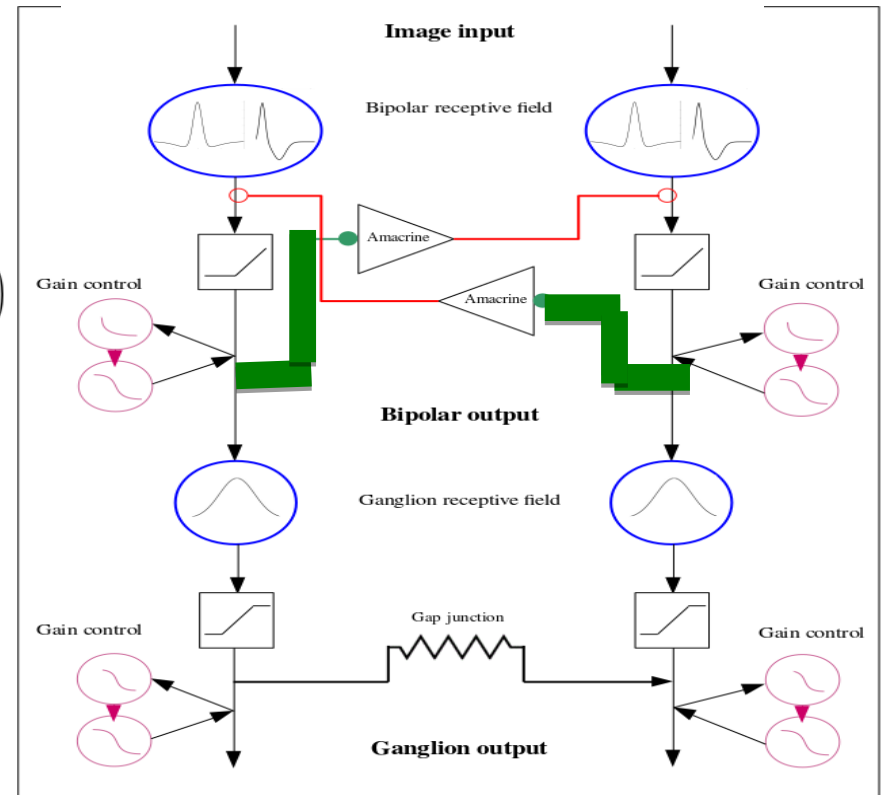 Image input
Bipolar receptive field
Amacrine
Gain control
Gain control
Amacrine
Bipolar output
Ganglion receptive field
Gap junction
Gain control
Gain control
Ganglion output